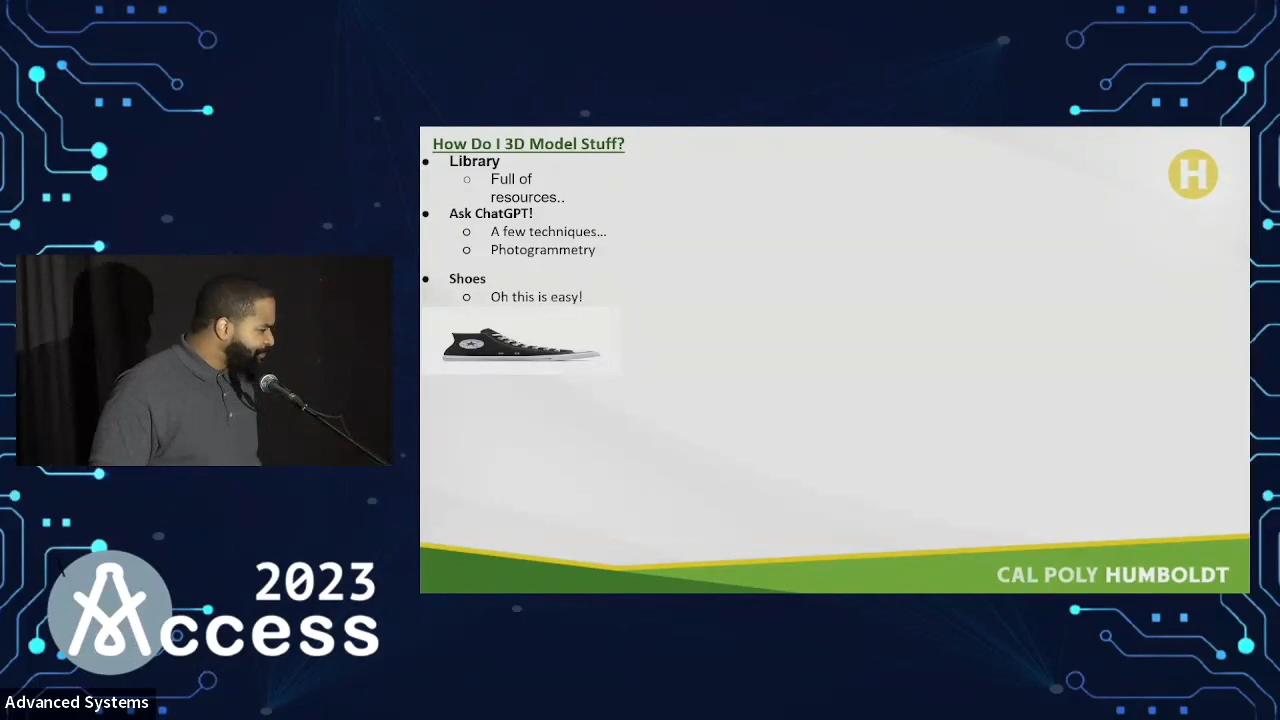 How Do I 3D Model Stuff?
● Library
○ Full of
resources..
● Ask ChatGPT!
○ A few techniques...
○ Photogrammetry
● Shoes
○ Oh this is easy!
H
CAL POLY HUMBOLDT
2023
Access
Advanced Systems